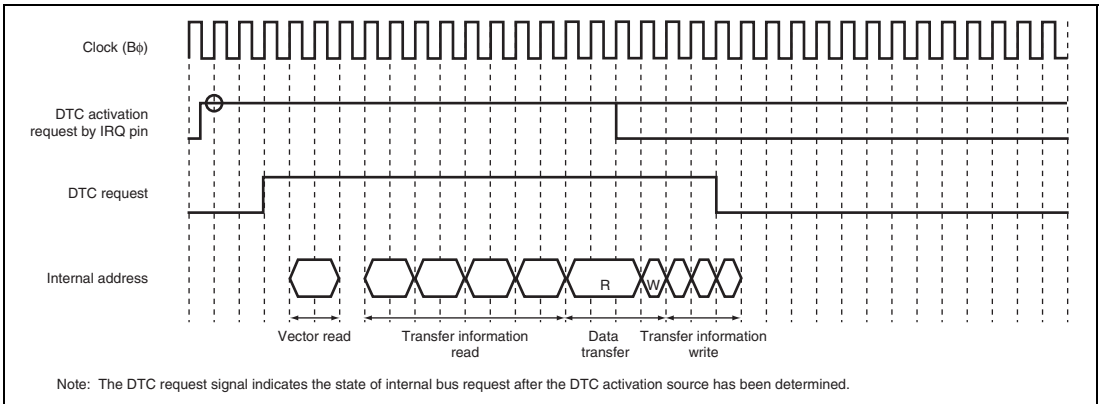 Clock (Bϕ)
DTC activation
request by IRQ pin
DTC request
Internal address
R
W
Vector read
Transfer information
read
Data
transfer
Transfer information
write
Note: The DTC request signal indicates the state of internal bus request after the DTC activation source has been determined.